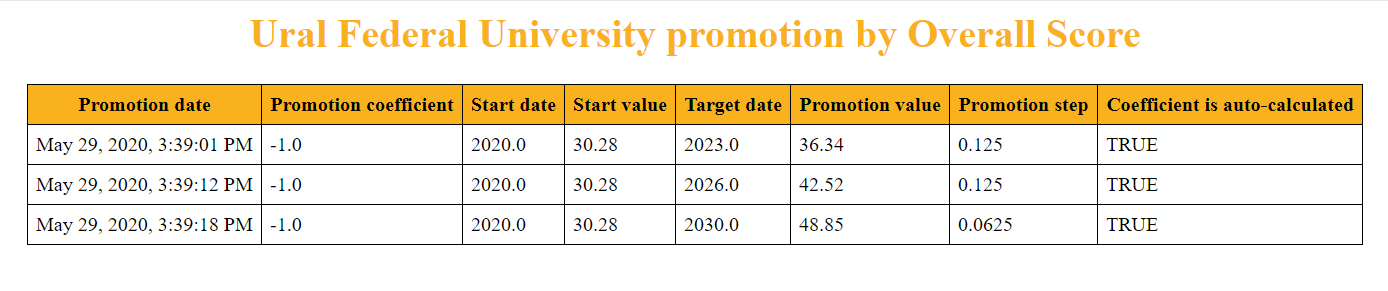 Ural Federal University promotion by Overall Score
Promotion date Promotion coefficient Start date Start value Target date Promotion value Promotion step Coefficient is auto-calculated
May 29, 2020, 3:39:01 PM -1.0 2020.0 30.28 2023.0 36.34 0.125 TRUE
May 29, 2020, 3:39:12 PM -1.0 2020.0 30.28 2026.0 42.52 0.125 TRUE
May 29, 2020, 3:39:18 PM -1.0 2020.0 30.28 2030.0 48.85 0.0625 TRUE